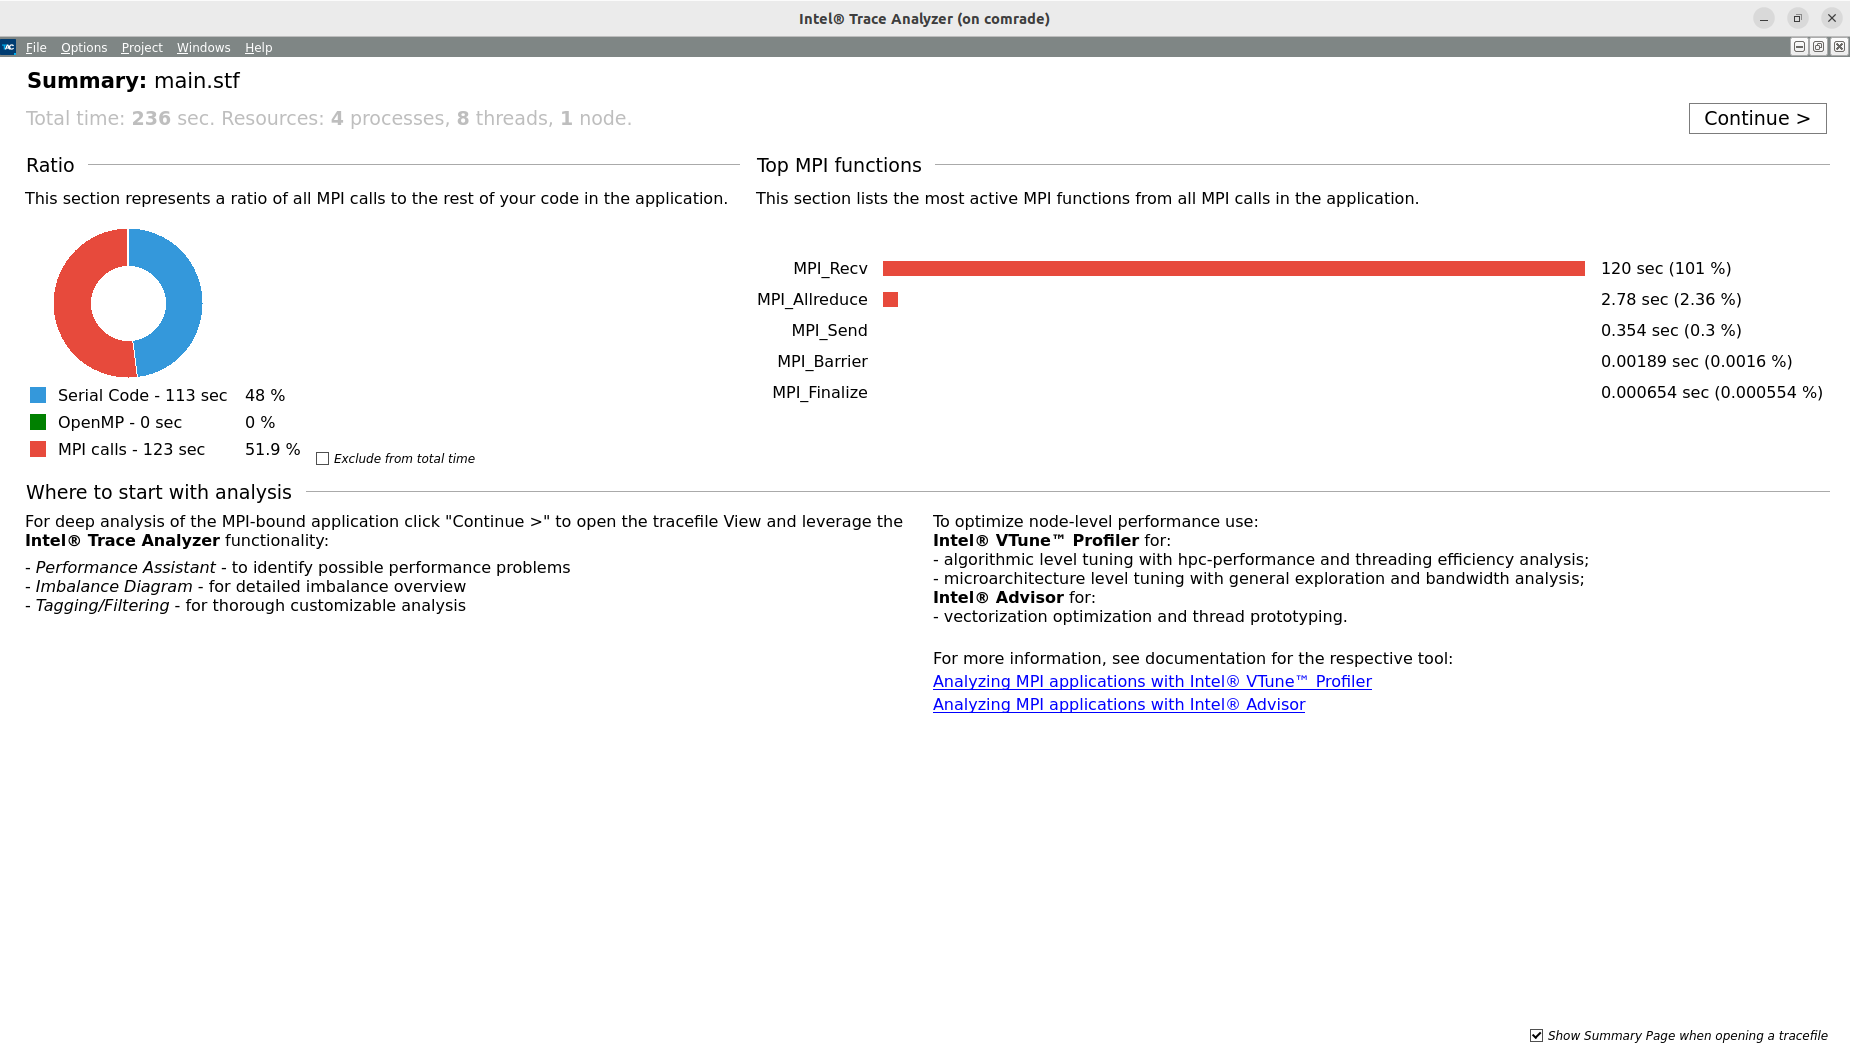 Intel® Trace Analyzer (on comrade)
AC File Options Project Windows Help
Summary: main.stf
Total time: 236 sec. Resources: 4 processes, 8 threads, 1 node.
Continue >
Ratio
This section represents a ratio of all MPI calls to the rest of your code in the application.
Serial Code - 113 sec 48 %
OpenMP - 0 sec 0 %
MPI calls - 123 sec 51.9 %
Exclude from total time
Top MPI functions
This section lists the most active MPI functions from all MPI calls in the application.
MPI_Recv 120 sec (101 %)
MPI_Allreduce 2.78 sec (2.36 %)
MPI_Send 0.354 sec (0.3 %)
MPI_Barrier 0.00189 sec (0.0016 %)
MPI_Finalize 0.000654 sec (0.000554 %)
Where to start with analysis
For deep analysis of the MPI-bound application click "Continue >" to open the tracefile View and leverage the
Intel® Trace Analyzer functionality:
- Performance Assistant - to identify possible performance problems
- Imbalance Diagram - for detailed imbalance overview
- Tagging/Filtering - for thorough customizable analysis
To optimize node-level performance use:
Intel® VTune™ Profiler for:
- algorithmic level tuning with hpc-performance and threading efficiency analysis;
- microarchitecture level tuning with general exploration and bandwidth analysis;
Intel® Advisor for:
- vectorization optimization and thread prototyping.
For more information, see documentation for the respective tool:
Analyzing MPI applications with Intel® VTune™ Profiler
Analyzing MPI applications with Intel® Advisor
Show Summary Page when opening a tracefile